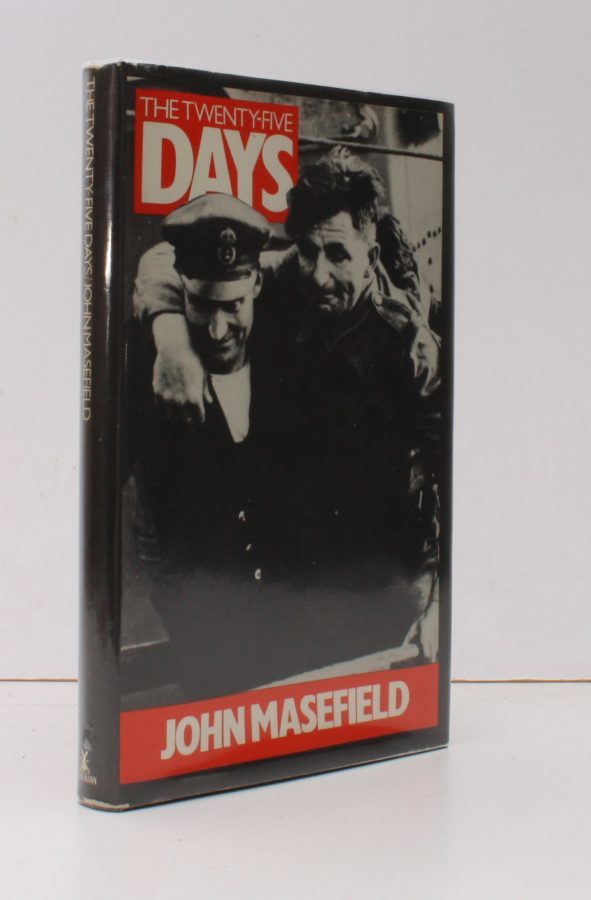 THE TWENTY-FIVE
DAYS
JOHN MASEFIELD
THE TWENTY-FIVE DAYS/JOHN MASEFIELD